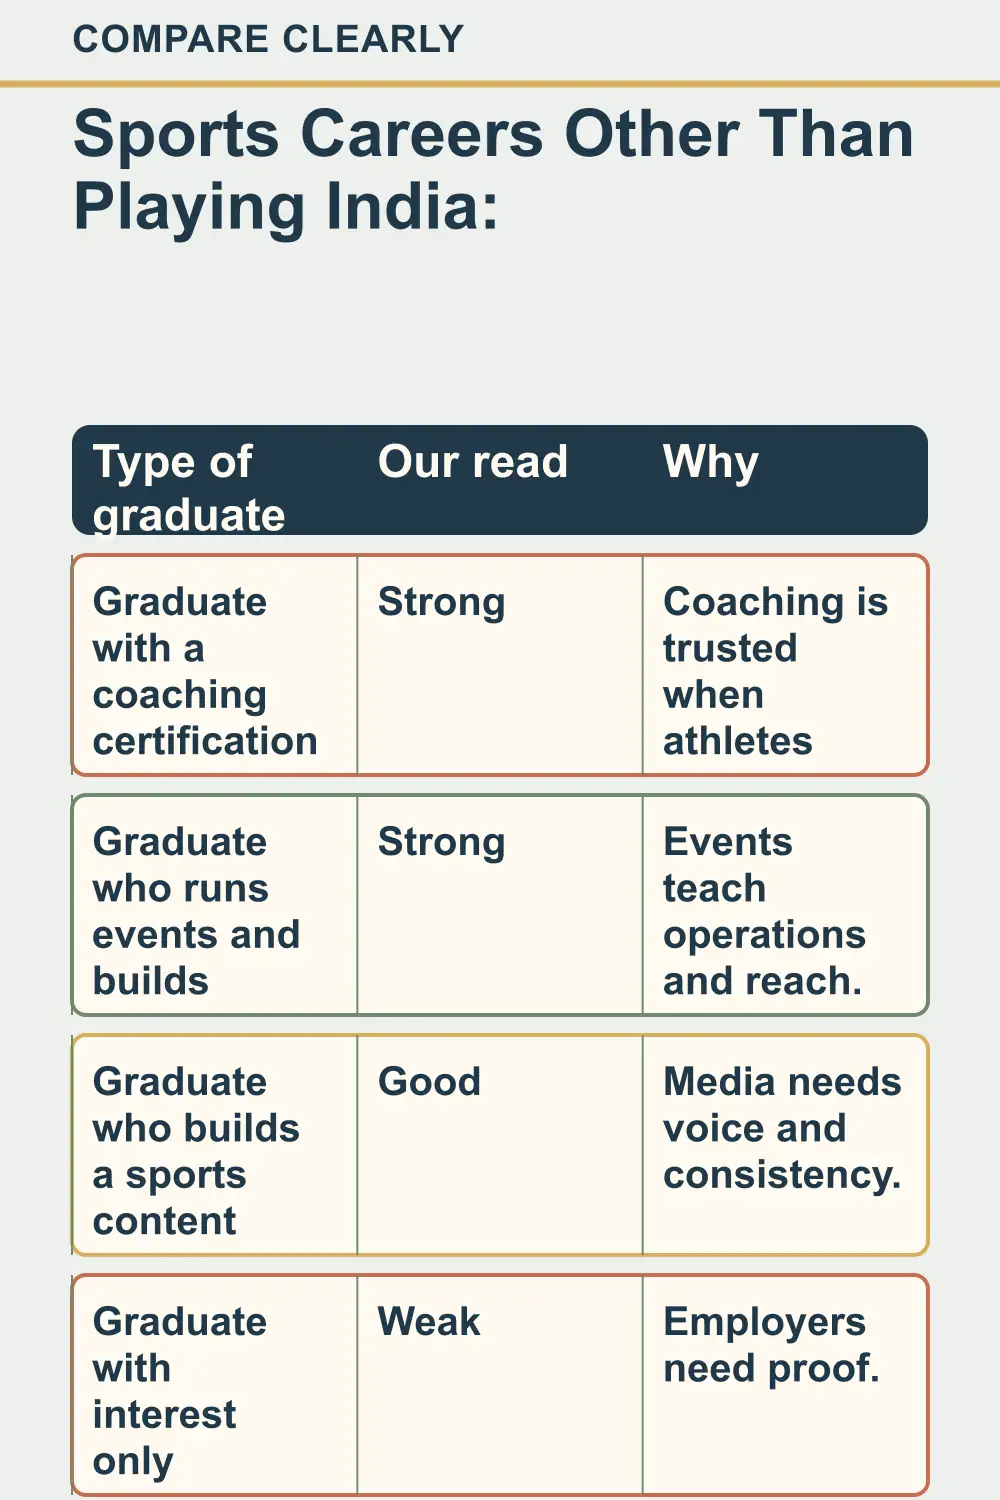 COMPARE CLEARLY
Sports Careers Other Than
Playing India:
Type of
graduate
Our read
Why
Graduate
with a
coaching
certification
Strong
Coaching is
trusted
when
athletes
Graduate
who runs
events and
builds
Strong
Events
teach
operations
and reach.
Graduate
who builds
a sports
content
Good
Media needs
voice and
consistency.
Graduate
with
interest
only
Weak
Employers
need proof.